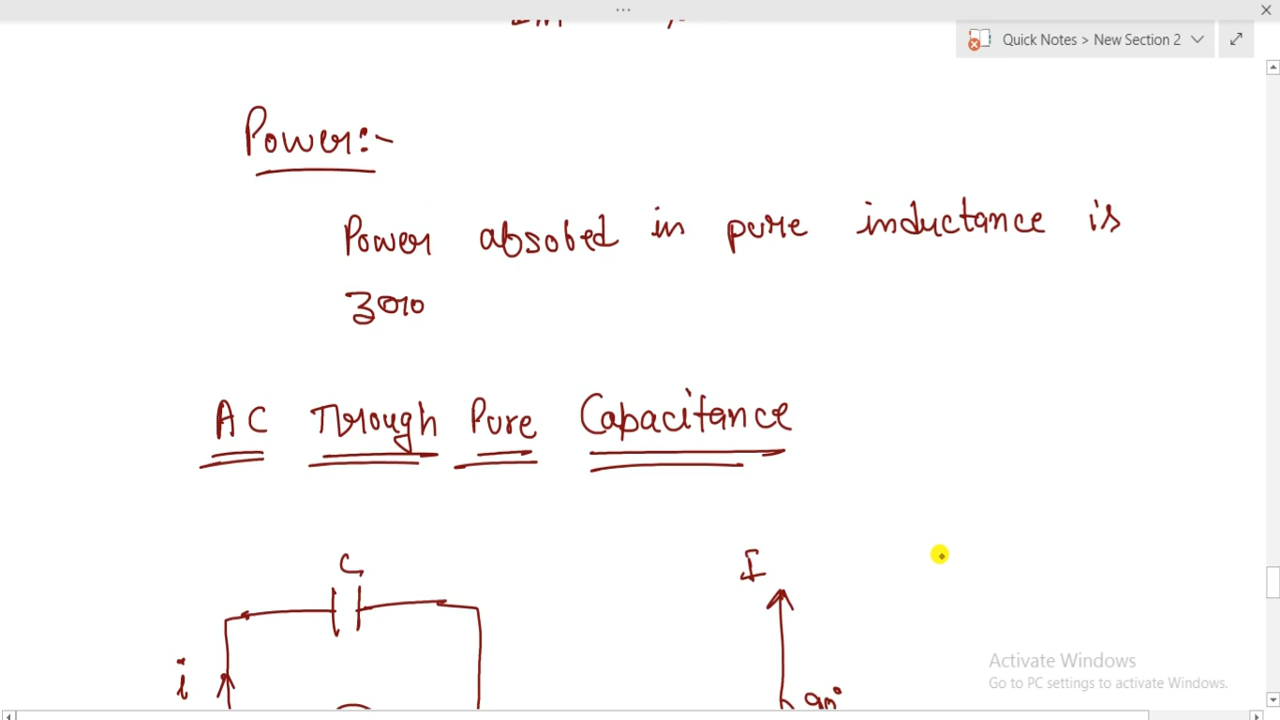 Quick Notes > New Section 2
Power:-
Power absobed in pure inductance is
zero
AC Through Pure Capacitance
C
I
i
90°
Activate Windows
Go to PC settings to activate Windows.